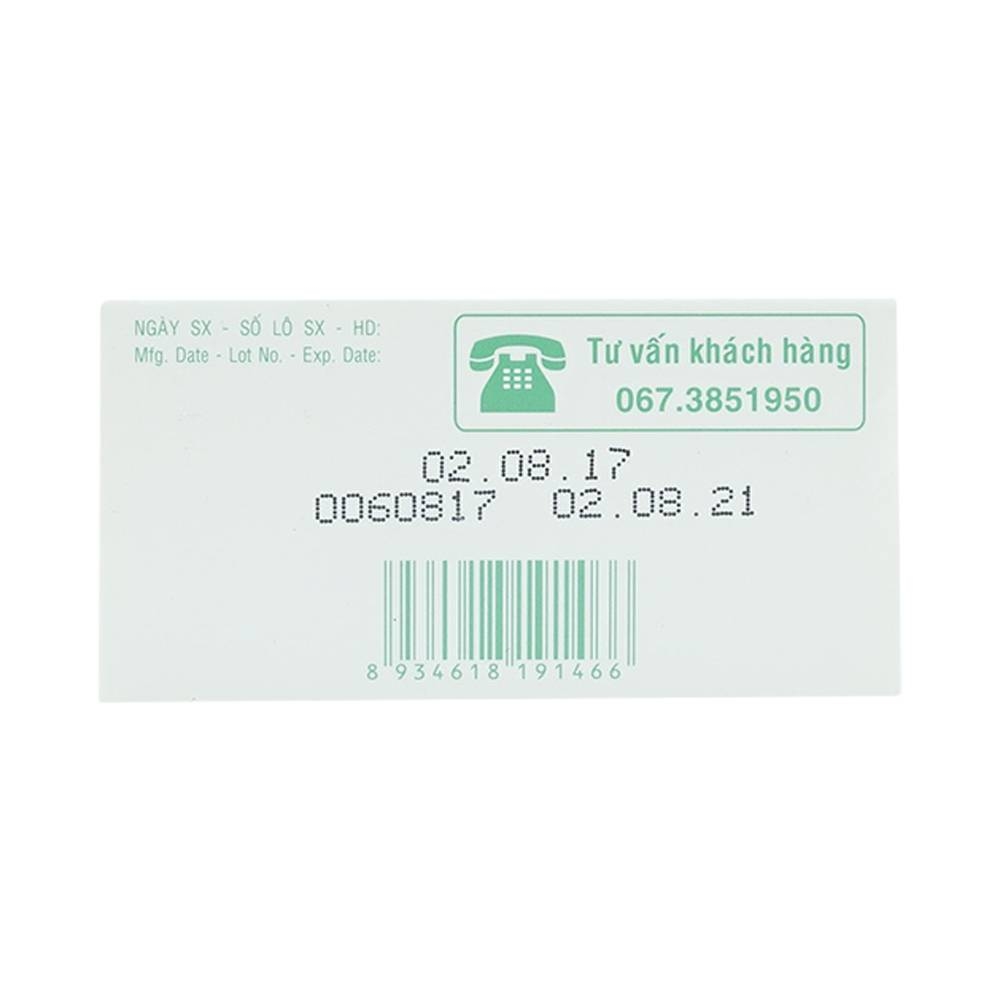 NGÀY SX - SỐ LÔ SX - HD:
Mfg. Date - Lot No. - Exp. Date:
Tư vấn khách hàng
067.3851950
02.08.17
0060817 02.08.21
8 934618 191466